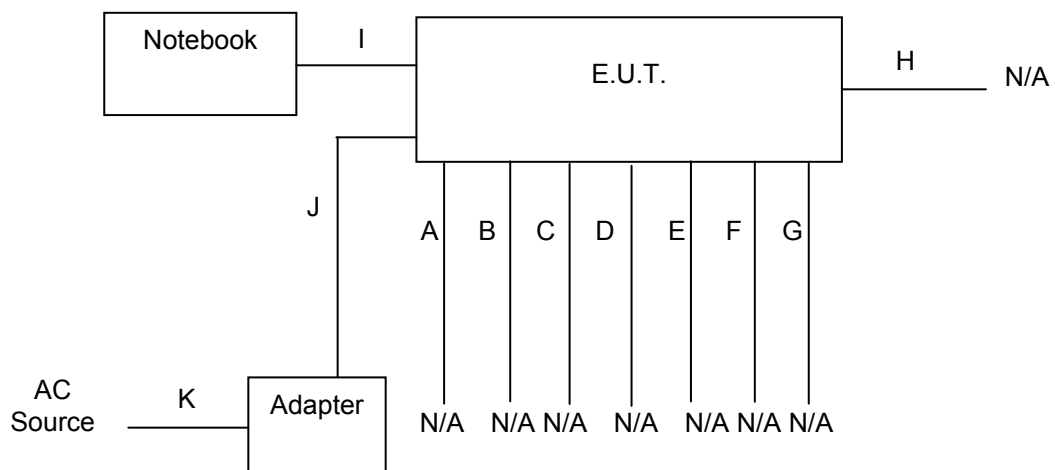 Notebook
I
E.U.T.
H
N/A
J
A B C D E F G
AC
Source
K
Adapter
N/A N/A N/A N/A N/A N/A N/A